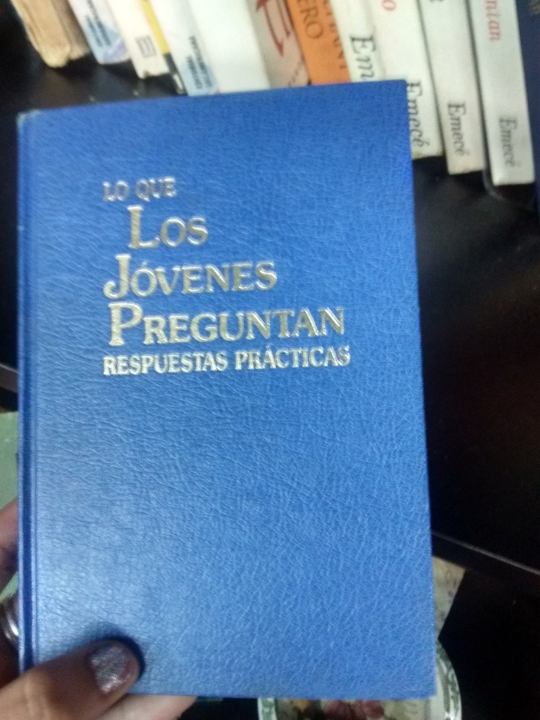 LO QUE
LOS
JÓVENES
PREGUNTAN
RESPUESTAS PRÁCTICAS
Emecé
Emecé
Emecé